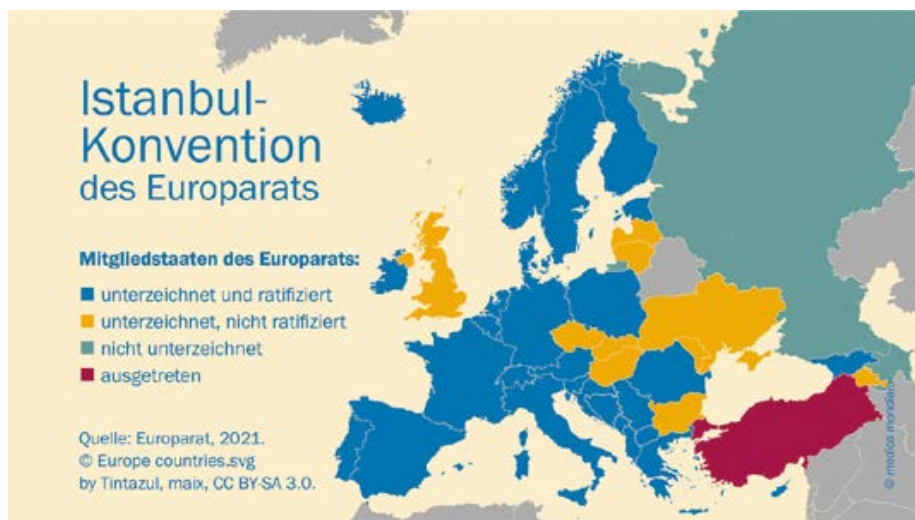 Istanbul-
Konvention
des Europarats
Mitgliedstaaten des Europarats:
unterzeichnet und ratifiziert
unterzeichnet, nicht ratifiziert
nicht unterzeichnet
ausgetreten
Quelle: Europarat, 2021.
© Europe countries.svg
by Tintazul, maix, CC BY-SA 3.0.
© medica mondiale